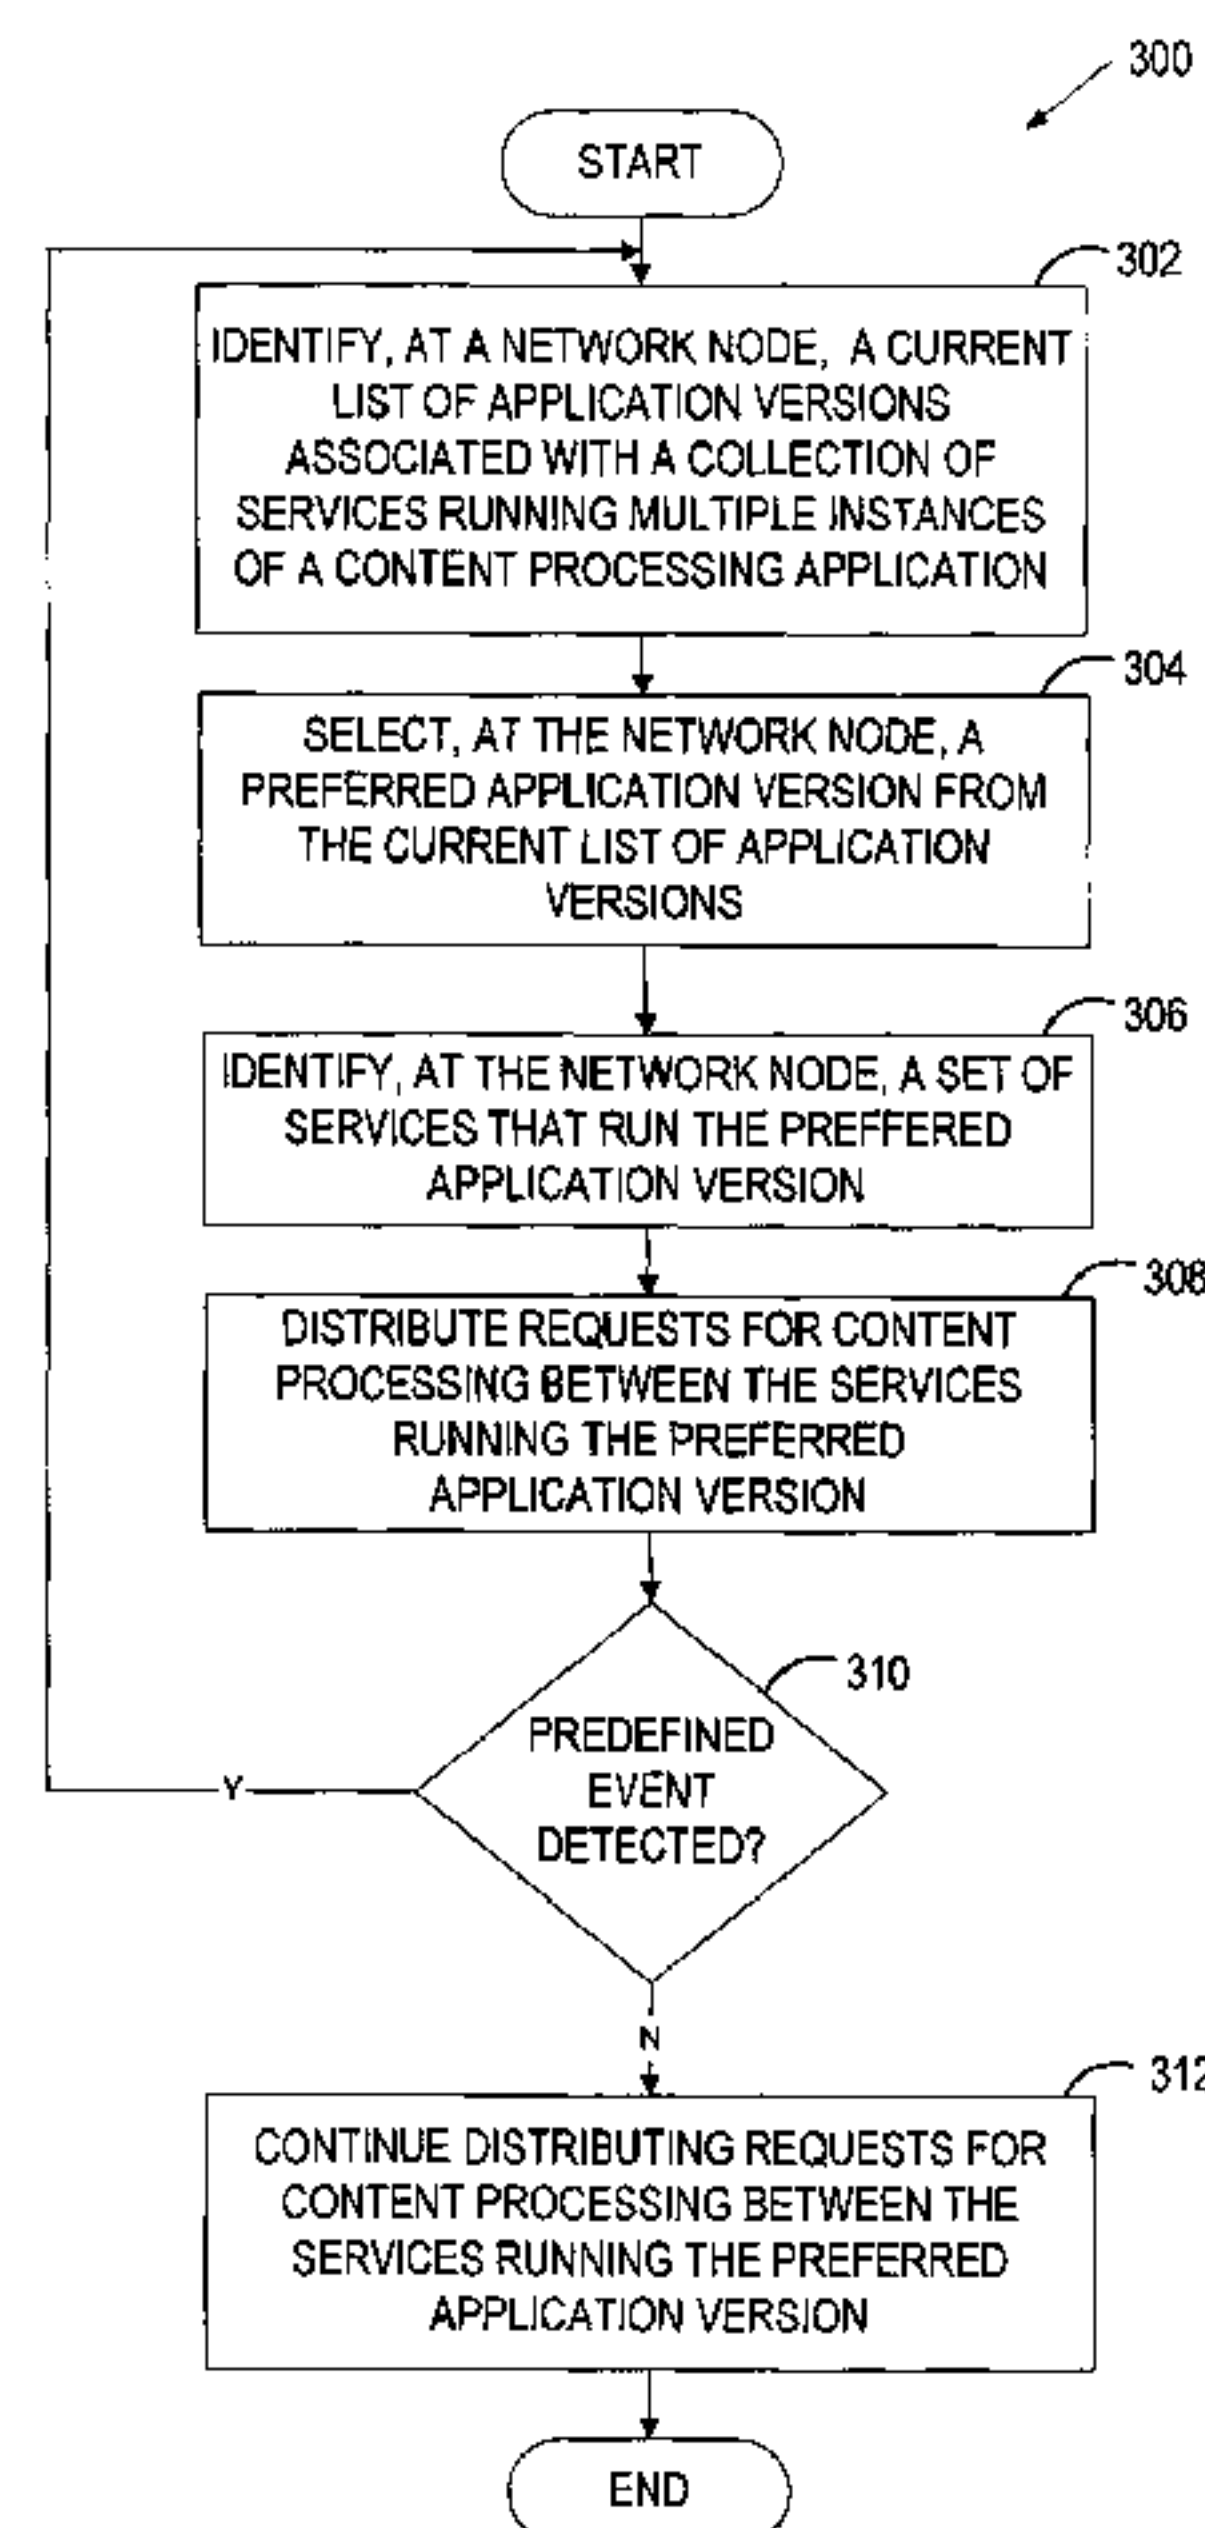 300
START
302
IDENTIFY, AT A NETWORK NODE, A CURRENT
LIST OF APPLICATION VERSIONS
ASSOCIATED WITH A COLLECTION OF
SERVICES RUNNING MULTIPLE INSTANCES
OF A CONTENT PROCESSING APPLICATION
304
SELECT, AT THE NETWORK NODE, A
PREFERRED APPLICATION VERSION FROM
THE CURRENT LIST OF APPLICATION
VERSIONS
306
IDENTIFY, AT THE NETWORK NODE, A SET OF
SERVICES THAT RUN THE PREFFERED
APPLICATION VERSION
308
DISTRIBUTE REQUESTS FOR CONTENT
PROCESSING BETWEEN THE SERVICES
RUNNING THE PREFERRED
APPLICATION VERSION
310
PREDEFINED
EVENT
DETECTED?
Y
N
312
CONTINUE DISTRIBUTING REQUESTS FOR
CONTENT PROCESSING BETWEEN THE
SERVICES RUNNING THE PREFERRED
APPLICATION VERSION
END